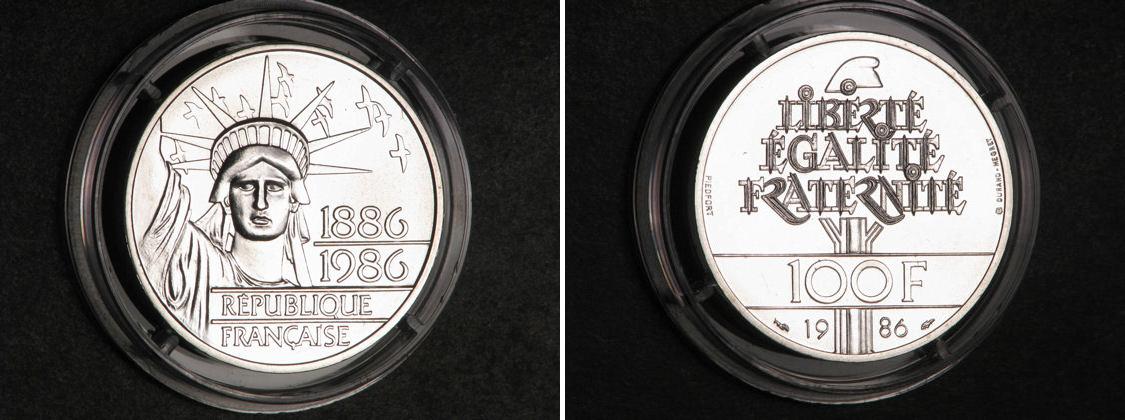 1886
1986
RÉPUBLIQUE
FRANÇAISE
LIBERTÉ
ÉGALITÉ
FRATERNITÉ
PIEDFORT
DURAND-MEGRET
100F
19 86